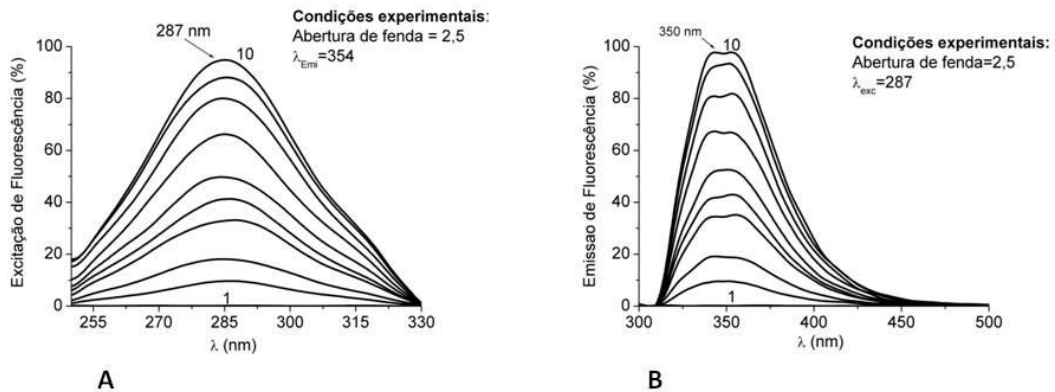 Condições experimentais:
Abertura de fenda = 2,5
λEmi=354
287 nm
10
Excitação de Fluorescência (%)
100
80
60
40
20
0
1
255
270
285
300
315
330
λ (nm)
A
Condições experimentais:
Abertura de fenda=2,5
λexc=287
350 nm
10
Emissao de Fluorescência (%)
100
80
60
40
20
0
1
300
350
400
450
500
λ (nm)
B